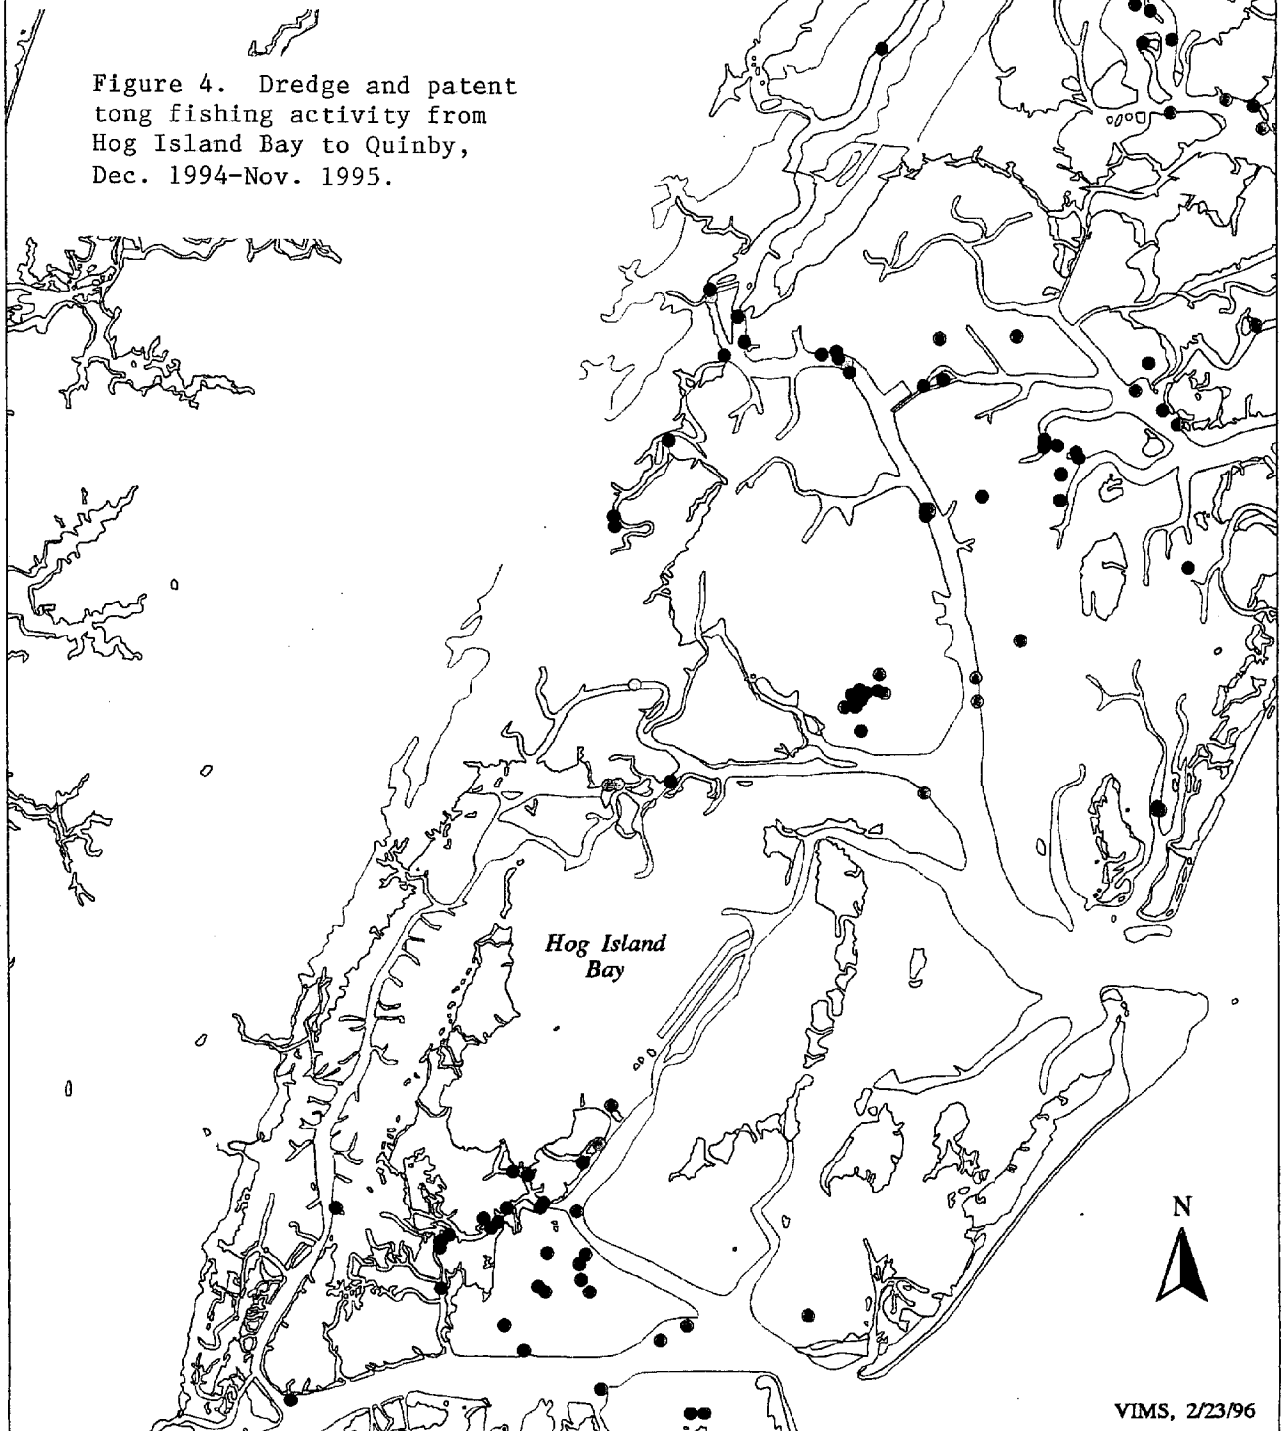 Figure 4.  Dredge and patent
tong fishing activity from
Hog Island Bay to Quinby,
Dec. 1994-Nov. 1995.
Hog Island
Bay
N
VIMS, 2/23/96